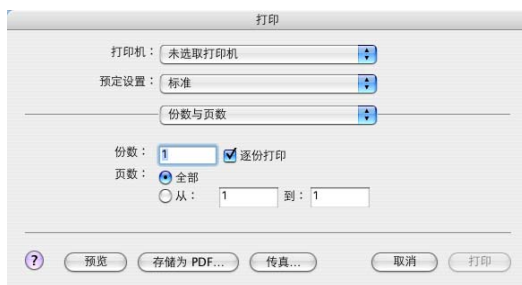 打印
打印机： 未选取打印机
预定设置： 标准
份数与页数
份数： 1 逐份打印
页数： 全部
从： 1 到： 1
? 预览 存储为 PDF... 传真... 取消 打印